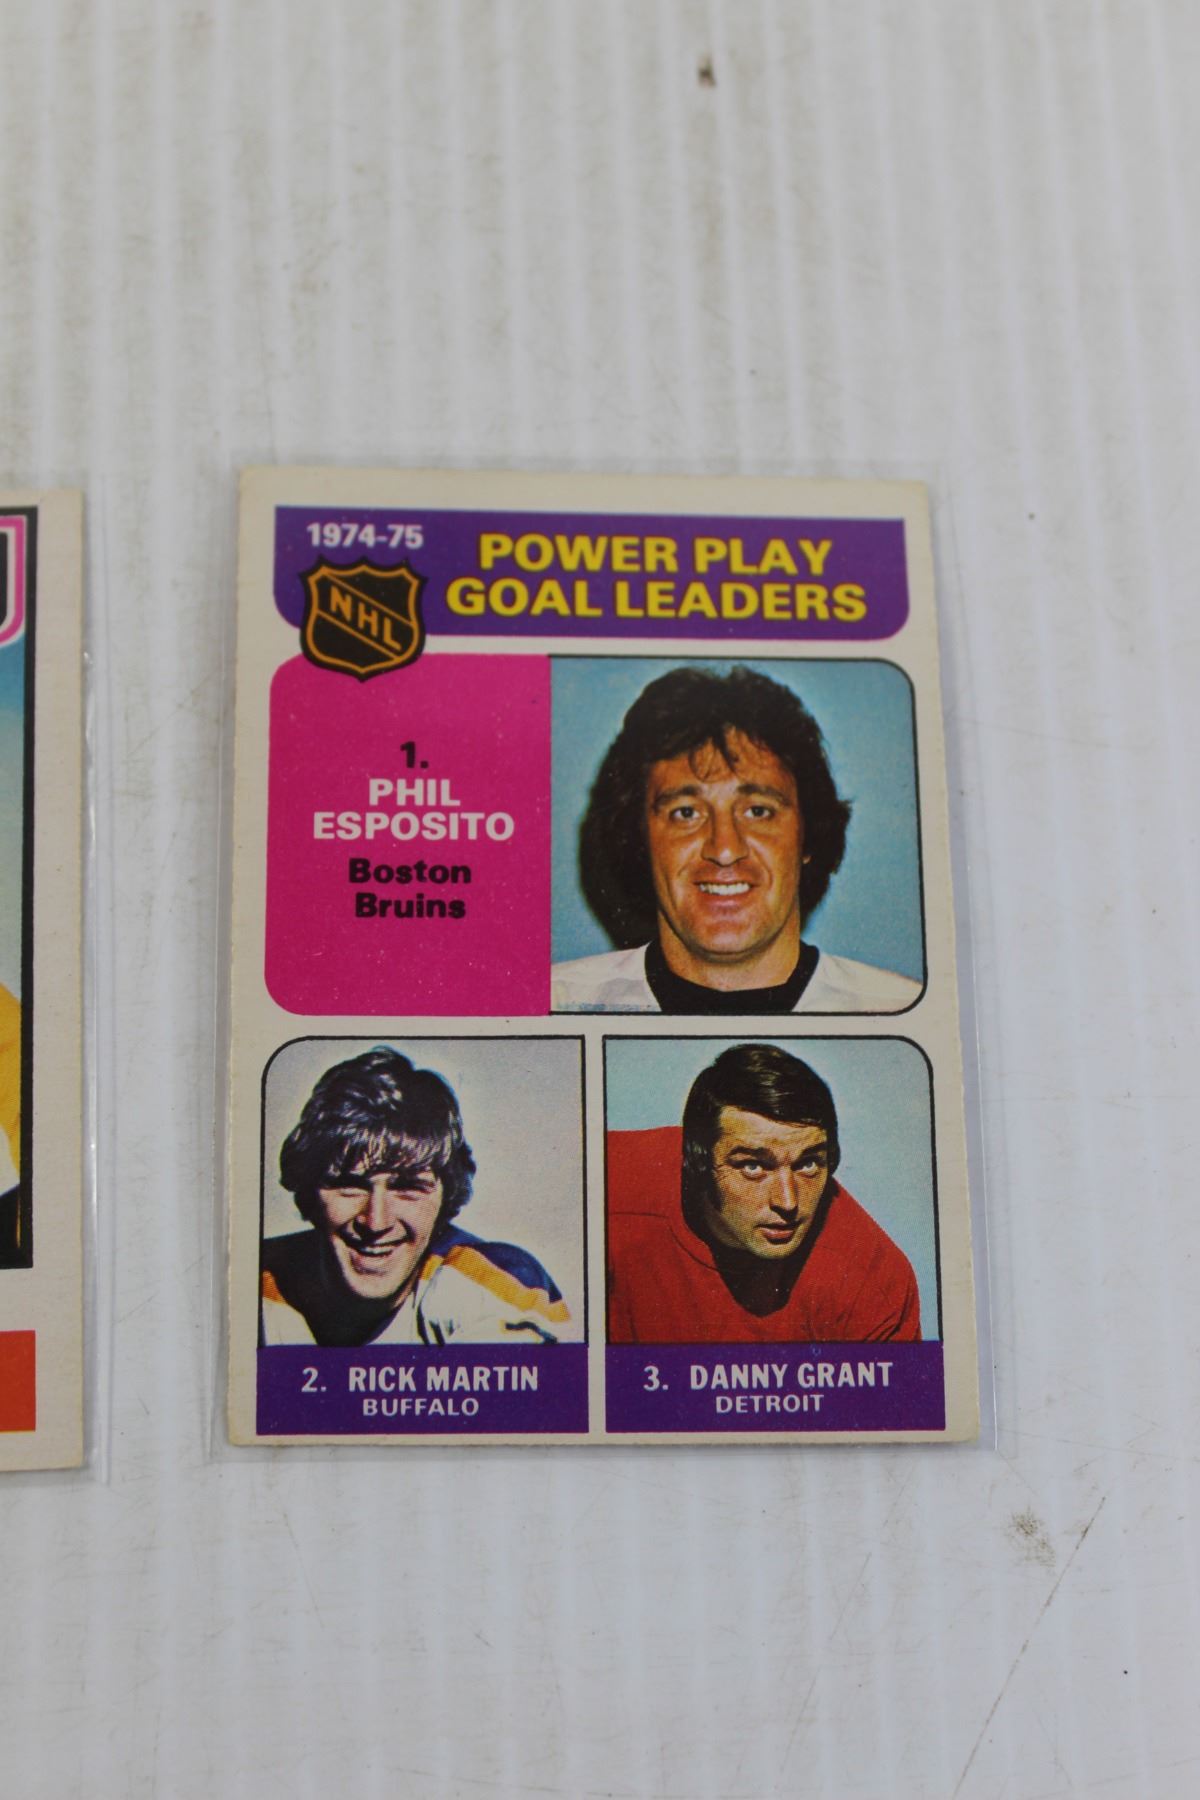 1974-75
POWER PLAY
GOAL LEADERS
NHL
1.
PHIL
ESPOSITO
Boston
Bruins
2. RICK MARTIN
BUFFALO
3. DANNY GRANT
DETROIT